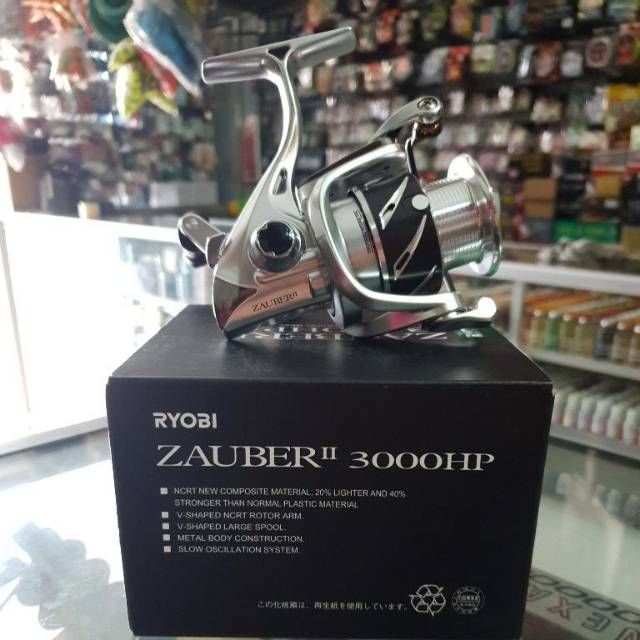 ZAUBER II
RYOBI
ZAUBER II 3000HP
NCRT NEW COMPOSITE MATERIAL, 20% LIGHTER AND 40%
STRONGER THAN NORMAL PLASTIC MATERIAL
V-SHAPED NCRT ROTOR ARM.
V-SHAPED LARGE SPOOL.
METAL BODY CONSTRUCTION.
SLOW OSCILLATION SYSTEM.
この化粧箱は、再生紙を使用しています。